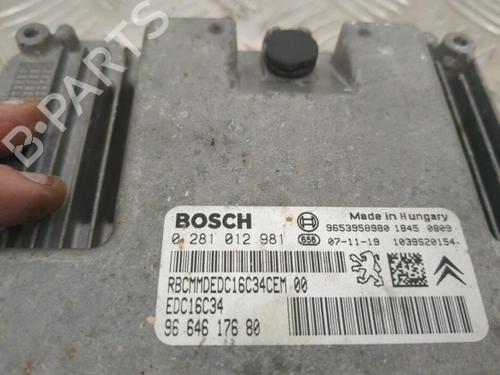 B-PARTS
BOSCH
0 281 012 981
Made in Hungary
9653958980 1845 0809
658 07-11-19 1039S20154-
RBCMMDEDC16C34CEM 00
EDC16C34
96 646 176 80